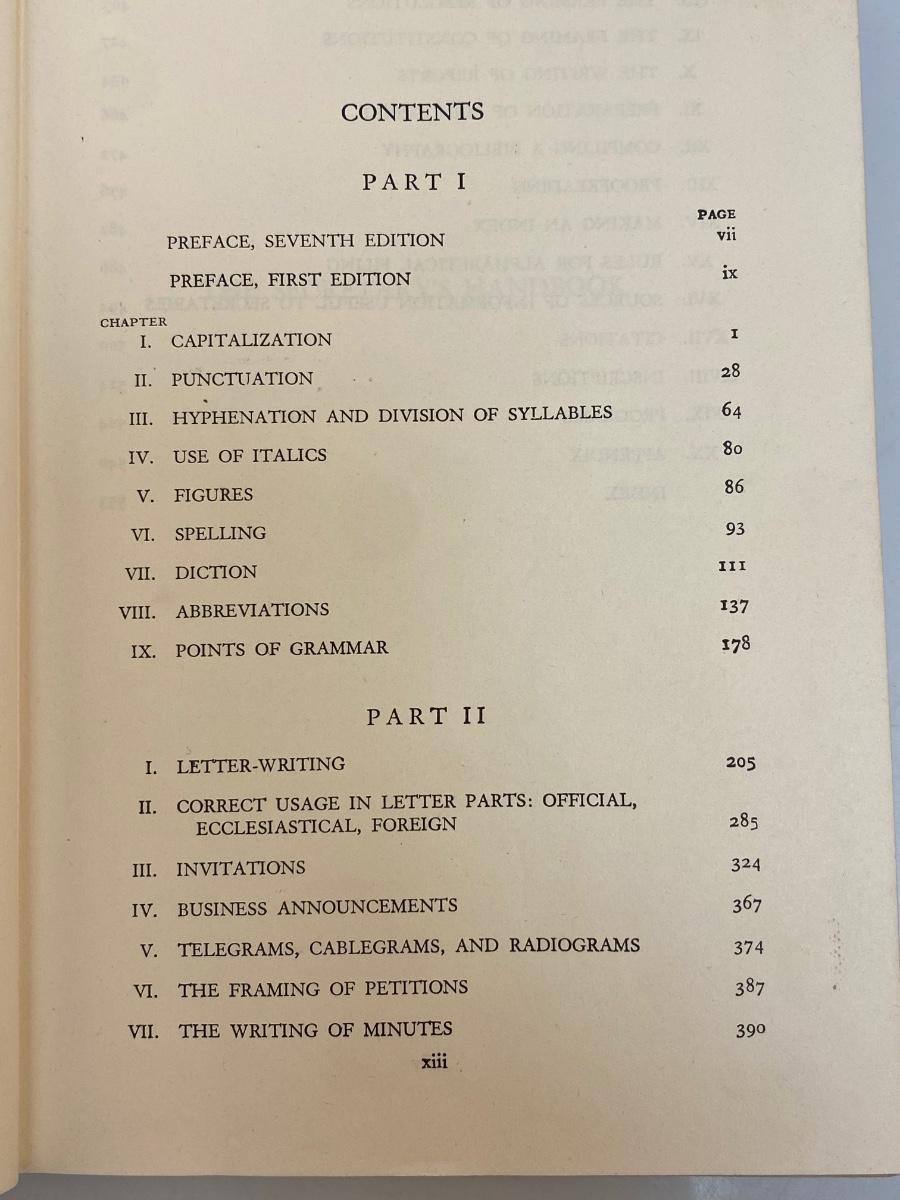 CONTENTS
PART I
PAGE
PREFACE, SEVENTH EDITION vii
PREFACE, FIRST EDITION ix
CHAPTER
I. CAPITALIZATION 1
II. PUNCTUATION 28
III. HYPHENATION AND DIVISION OF SYLLABLES 64
IV. USE OF ITALICS 80
V. FIGURES 86
VI. SPELLING 93
VII. DICTION 111
VIII. ABBREVIATIONS 137
IX. POINTS OF GRAMMAR 178
PART II
I. LETTER-WRITING 205
II. CORRECT USAGE IN LETTER PARTS: OFFICIAL,
ECCLESIASTICAL, FOREIGN 285
III. INVITATIONS 324
IV. BUSINESS ANNOUNCEMENTS 367
V. TELEGRAMS, CABLEGRAMS, AND RADIOGRAMS 374
VI. THE FRAMING OF PETITIONS 387
VII. THE WRITING OF MINUTES 390
xiii